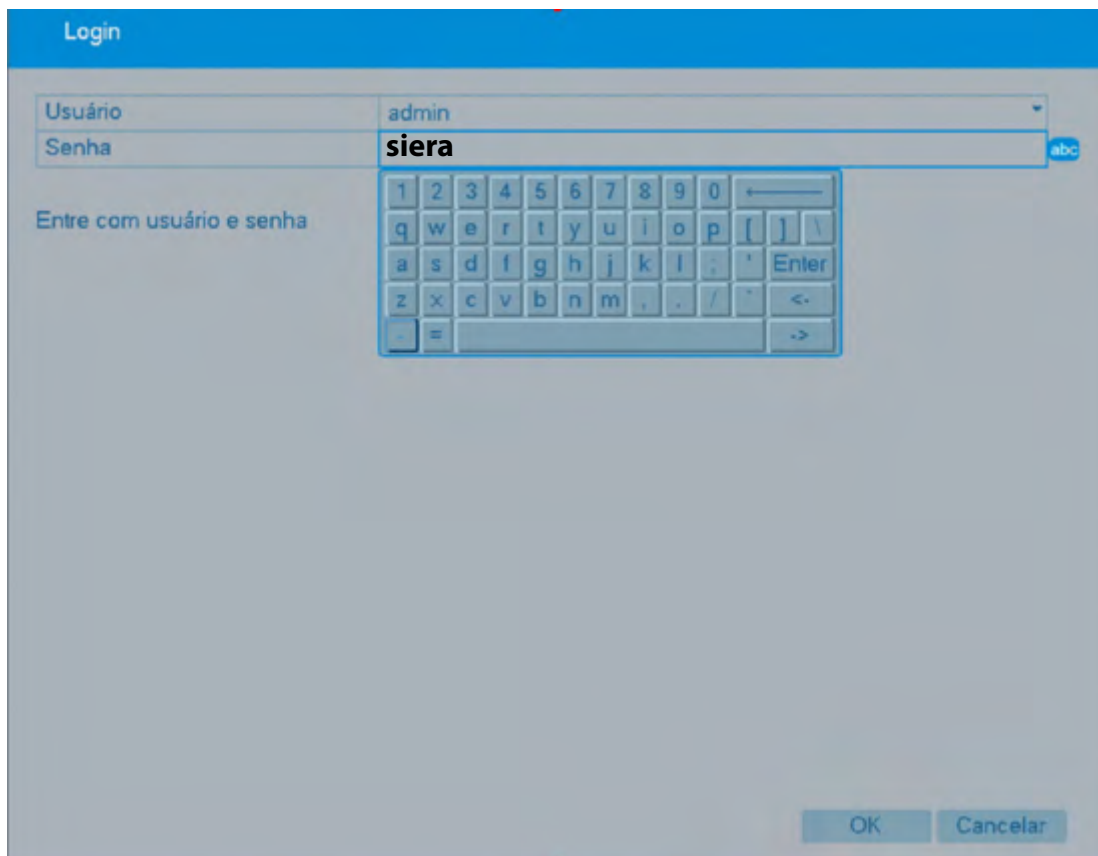 Login
Usuário admin
Senha siera abc
Entre com usuário e senha
1 2 3 4 5 6 7 8 9 0 ←
q w e r t y u i o p [ ] \
a s d f g h j k l ; ' Enter
z x c v b n m , . / ` <-
- = ->
OK Cancelar